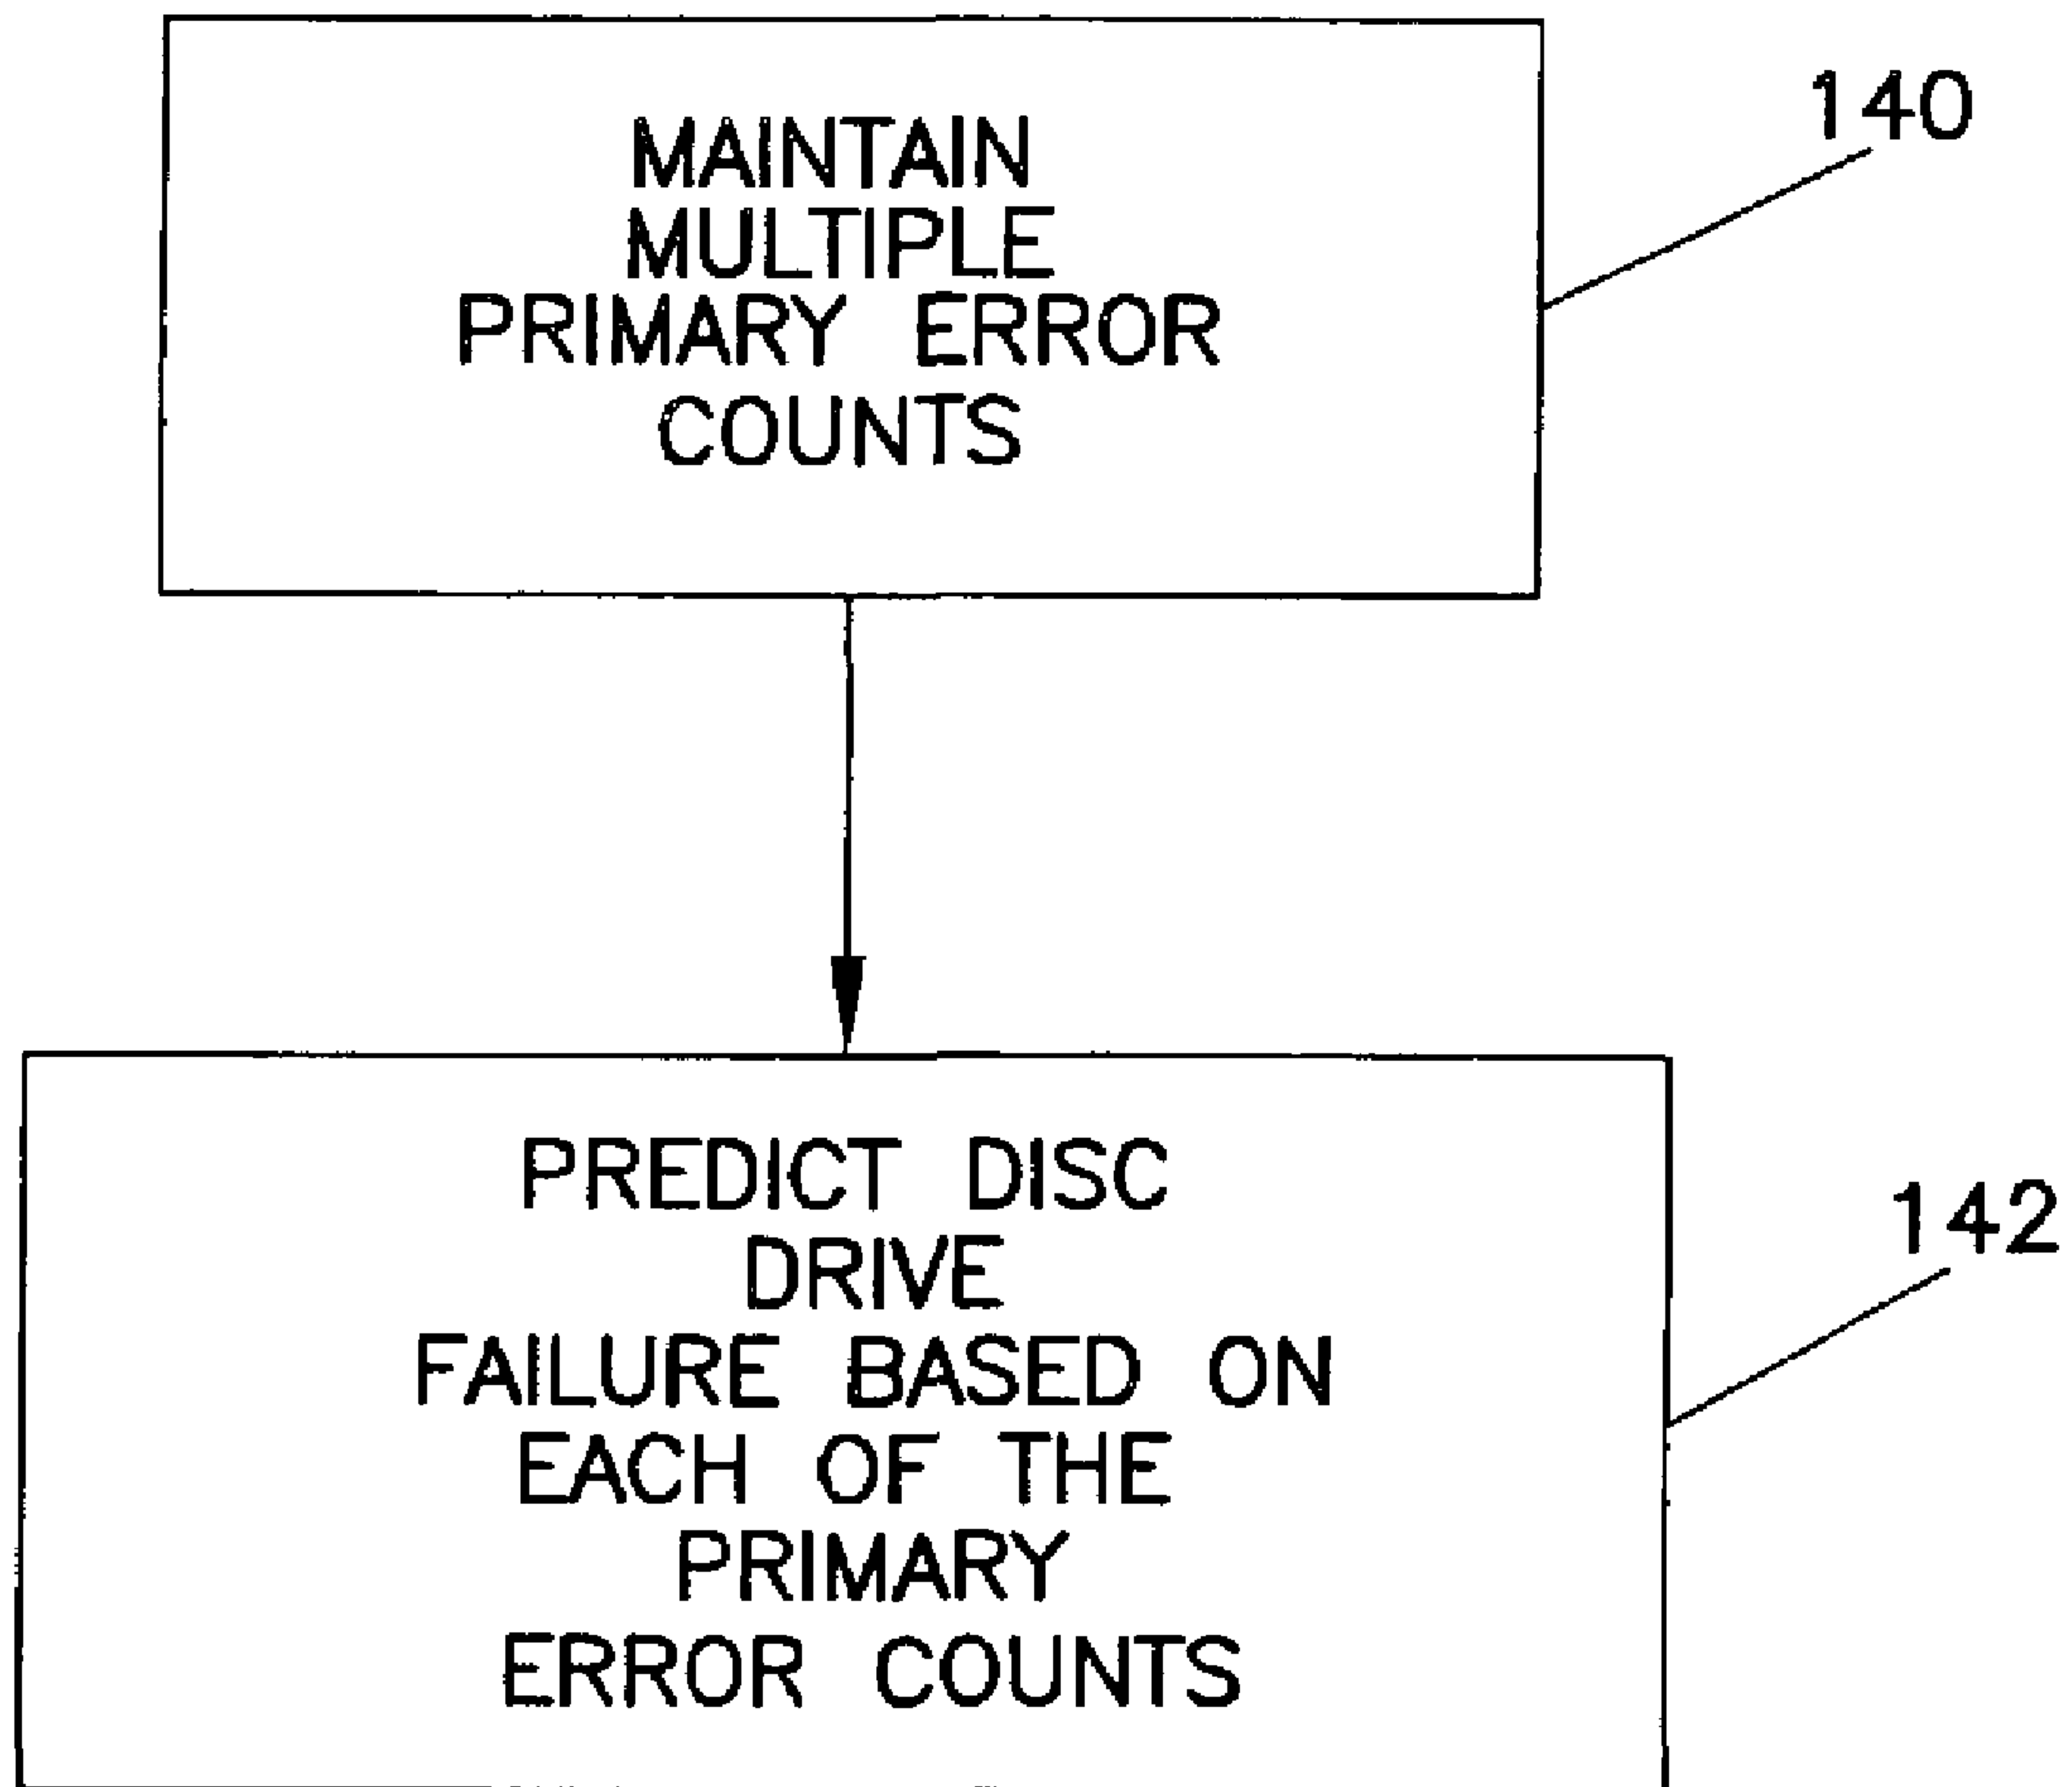 MAINTAIN
MULTIPLE
PRIMARY ERROR
COUNTS
140
PREDICT DISC
DRIVE
FAILURE BASED ON
EACH OF THE
PRIMARY
ERROR COUNTS
142